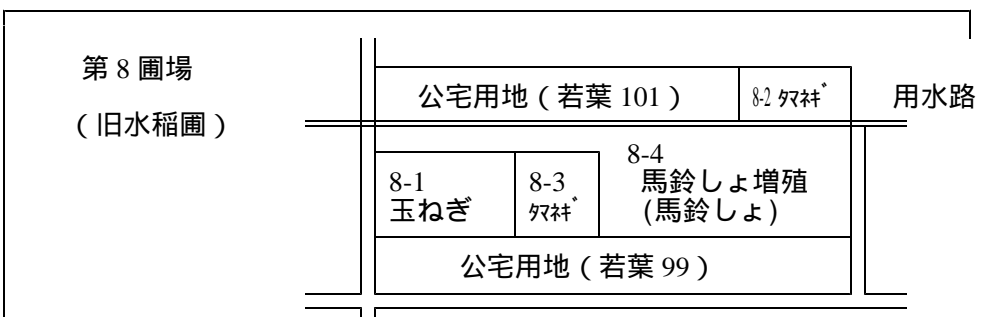 第 8 圃場
（旧水稲圃）
公宅用地（若葉 101）
8-2 ﾀﾏﾈｷﾞ
用水路
8-1
玉ねぎ
8-3
ﾀﾏﾈｷﾞ
8-4
馬鈴しょ増殖
(馬鈴しょ)
公宅用地（若葉 99）